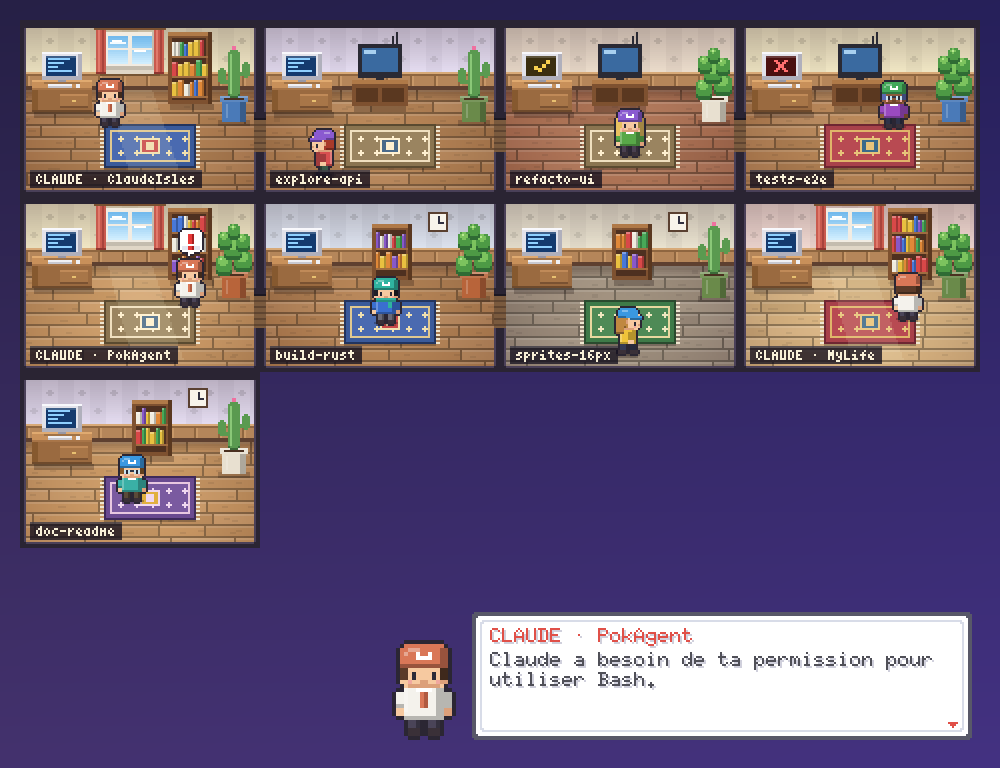 CLAUDE · ClaudeIsles
explore-api
refacto-ui
tests-e2e
!
CLAUDE · PokAgent
build-rust
sprites-16px
CLAUDE · MyLife
doc-readme
CLAUDE · PokAgent
Claude a besoin de ta permission pour
utiliser Bash.